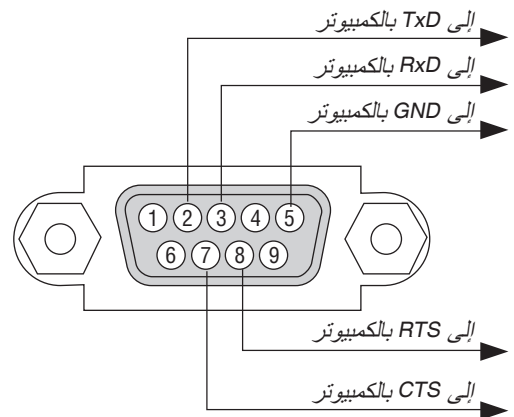 إلى TxD بالكمبيوتر
إلى RxD بالكمبيوتر
إلى GND بالكمبيوتر
1 2 3 4 5
6 7 8 9
إلى RTS بالكمبيوتر
إلى CTS بالكمبيوتر